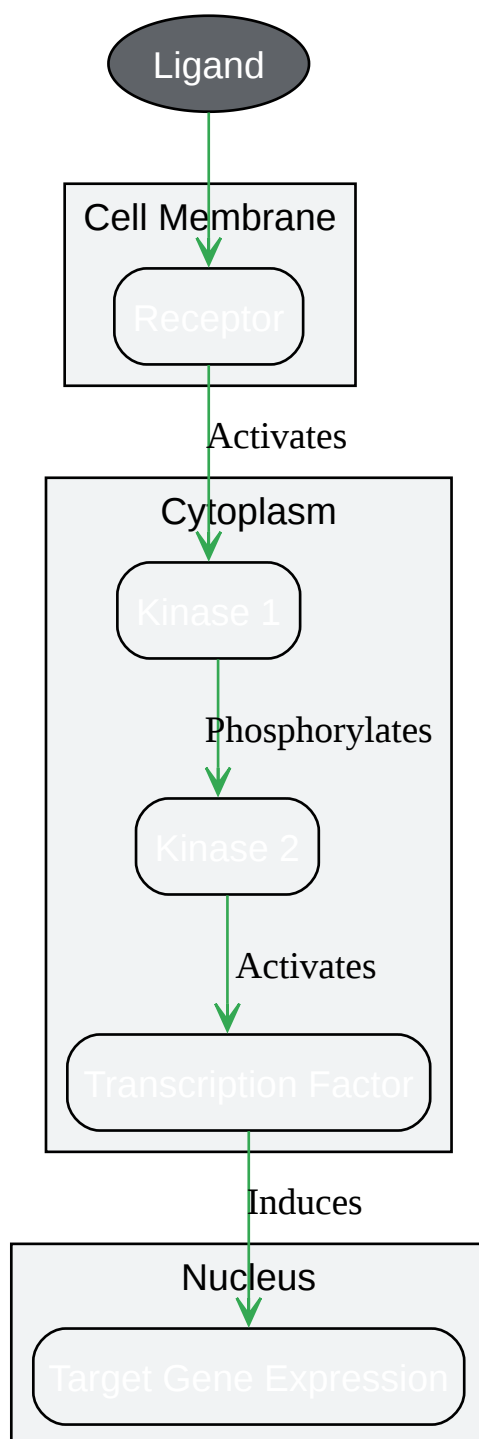 Ligand
Cell Membrane
Receptor
Activates
Cytoplasm
Kinase 1
Phosphorylates
Kinase 2
Activates
Transcription Factor
Induces
Nucleus
Target Gene Expression